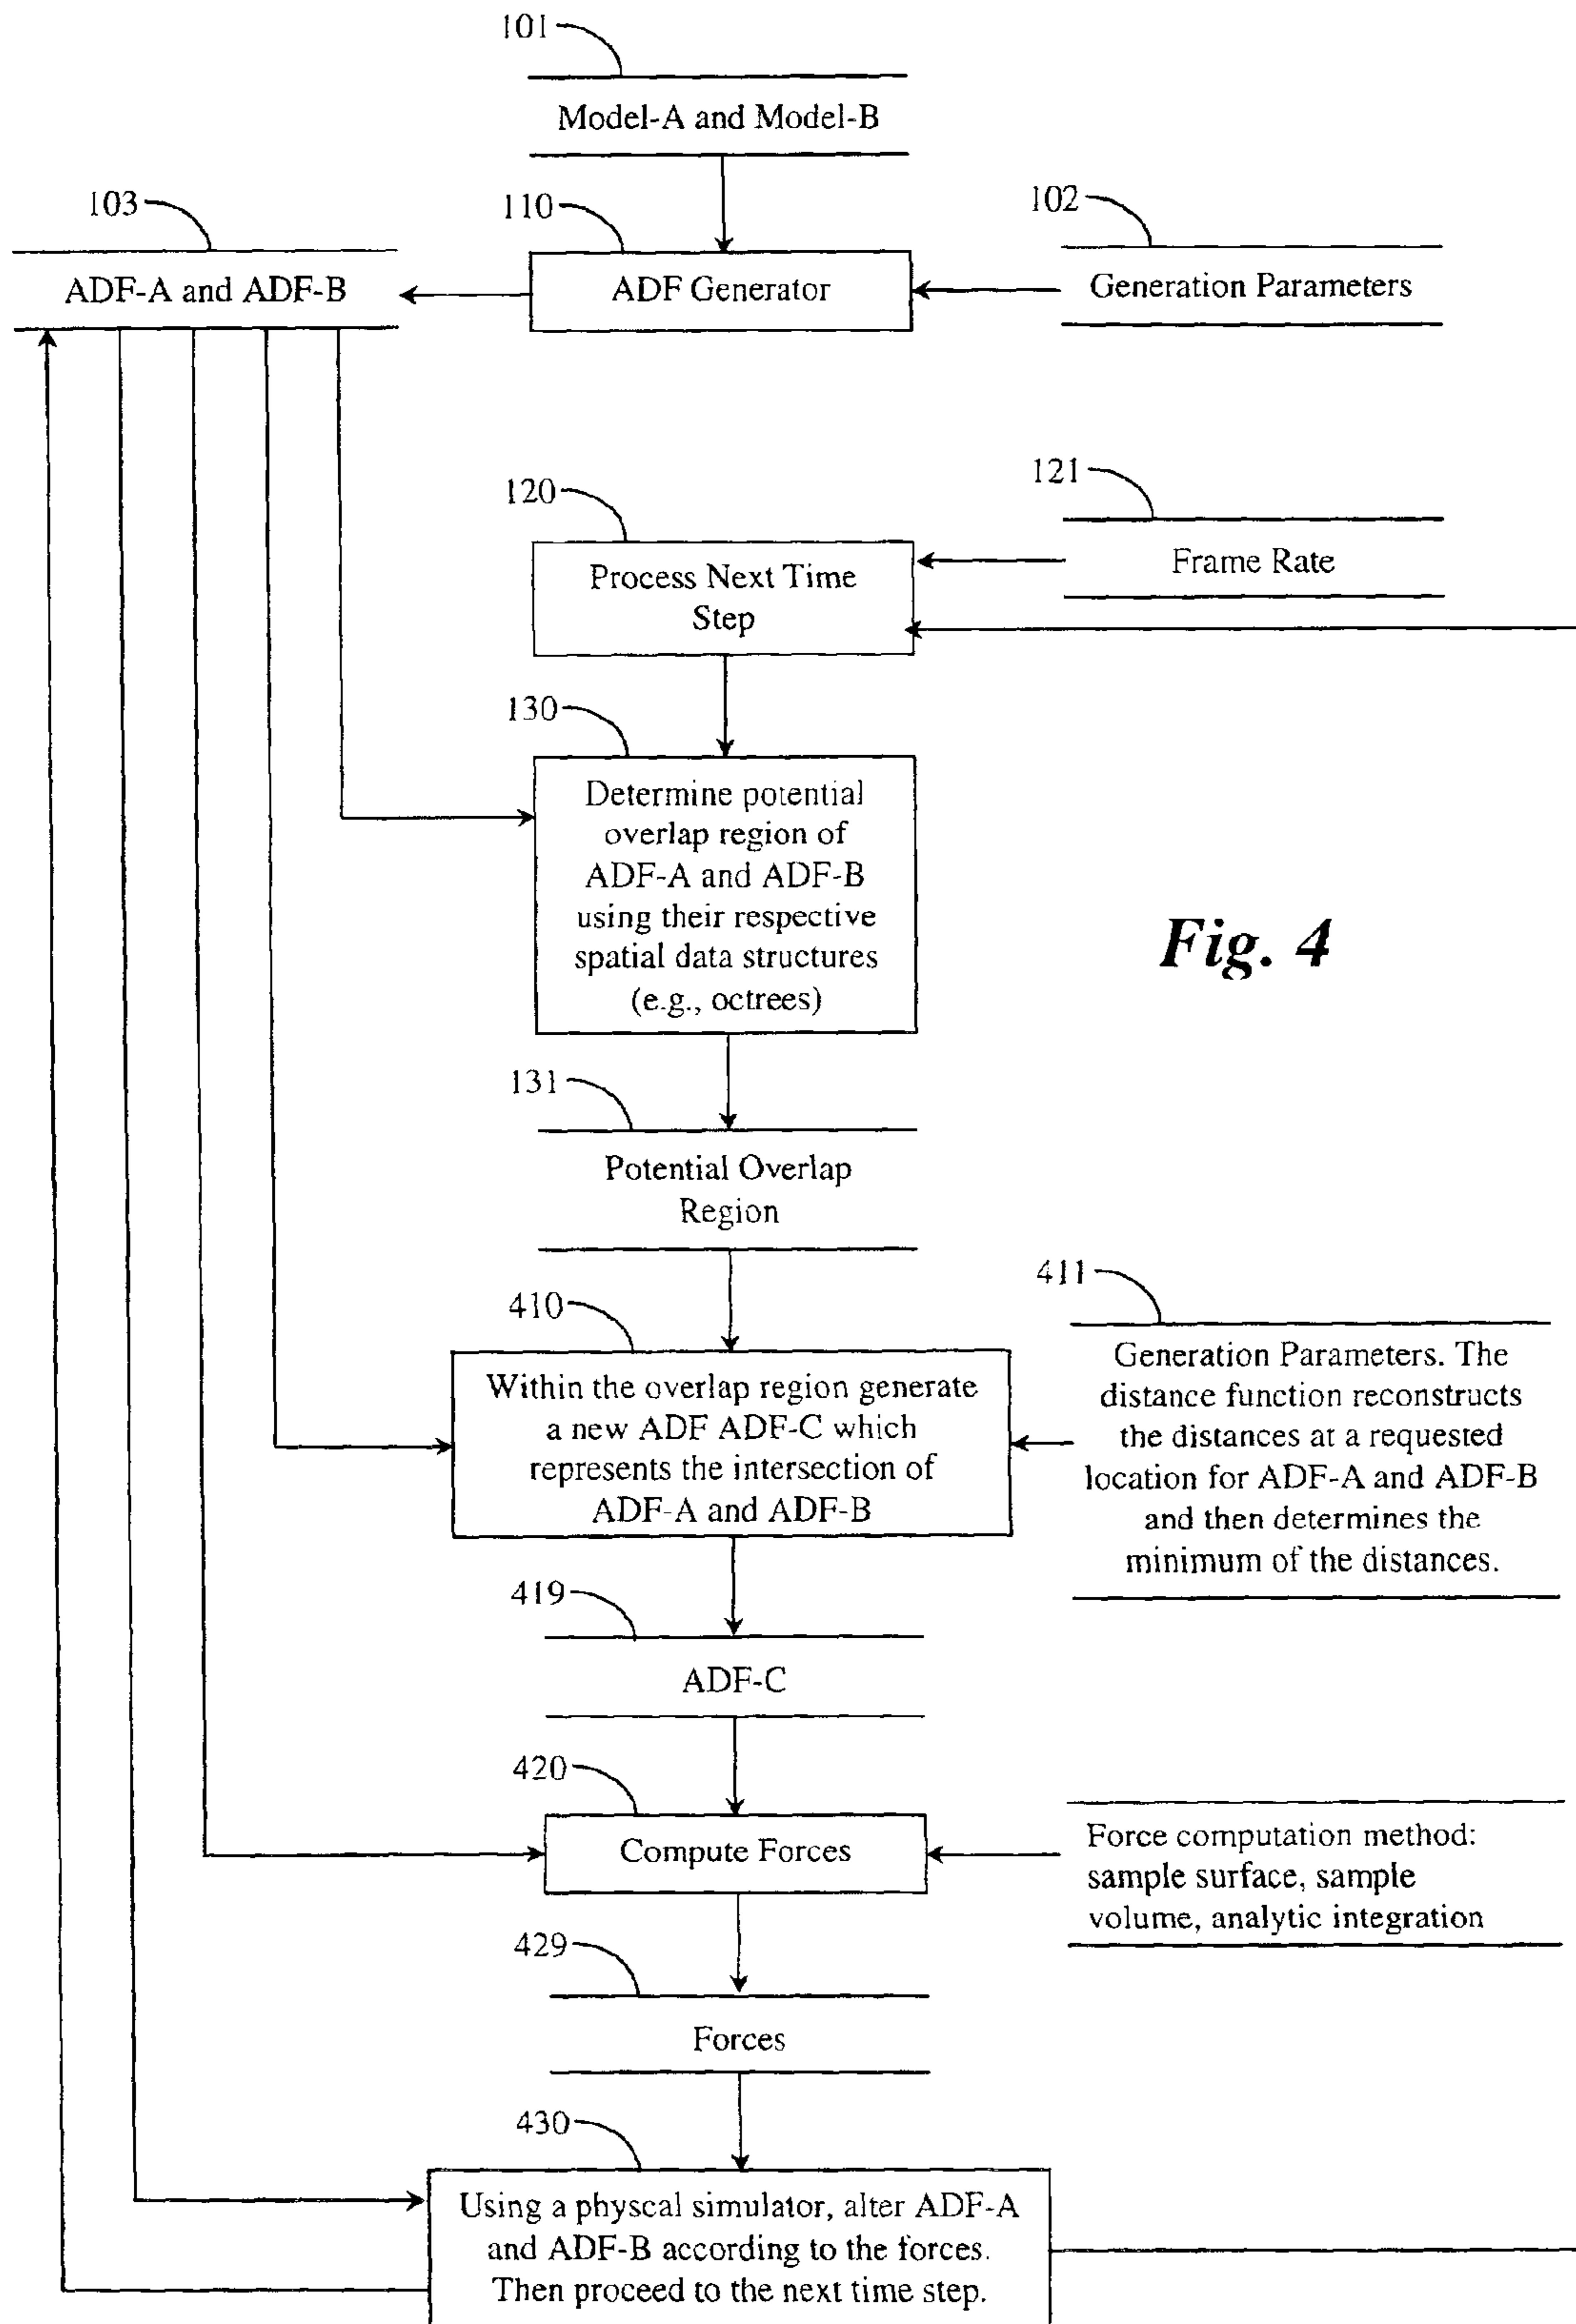 101
Model-A and Model-B
103
110
102
ADF-A and ADF-B
ADF Generator
Generation Parameters
120
121
Process Next Time
Step
Frame Rate
130
Determine potential
overlap region of
ADF-A and ADF-B
using their respective
spatial data structures
(e.g., octrees)
Fig. 4
131
Potential Overlap
Region
410
411
Within the overlap region generate
a new ADF ADF-C which
represents the intersection of
ADF-A and ADF-B
Generation Parameters. The
distance function reconstructs
the distances at a requested
location for ADF-A and ADF-B
and then determines the
minimum of the distances.
419
ADF-C
420
Compute Forces
Force computation method:
sample surface, sample
volume, analytic integration
429
Forces
430
Using a physcal simulator, alter ADF-A
and ADF-B according to the forces.
Then proceed to the next time step.